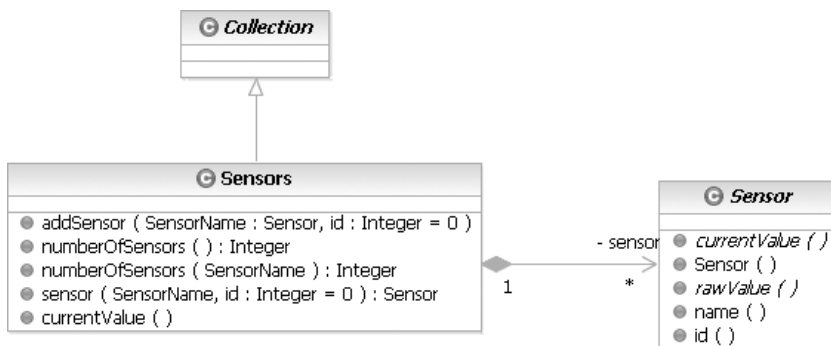 C Collection
C Sensors
addSensor ( SensorName : Sensor, id : Integer = 0 )
numberOfSensors ( ) : Integer
numberOfSensors ( SensorName ) : Integer
sensor ( SensorName, id : Integer = 0 ) : Sensor
currentValue ( )
1
- sensor
*
C Sensor
currentValue ( )
Sensor ( )
rawValue ( )
name ( )
id ( )